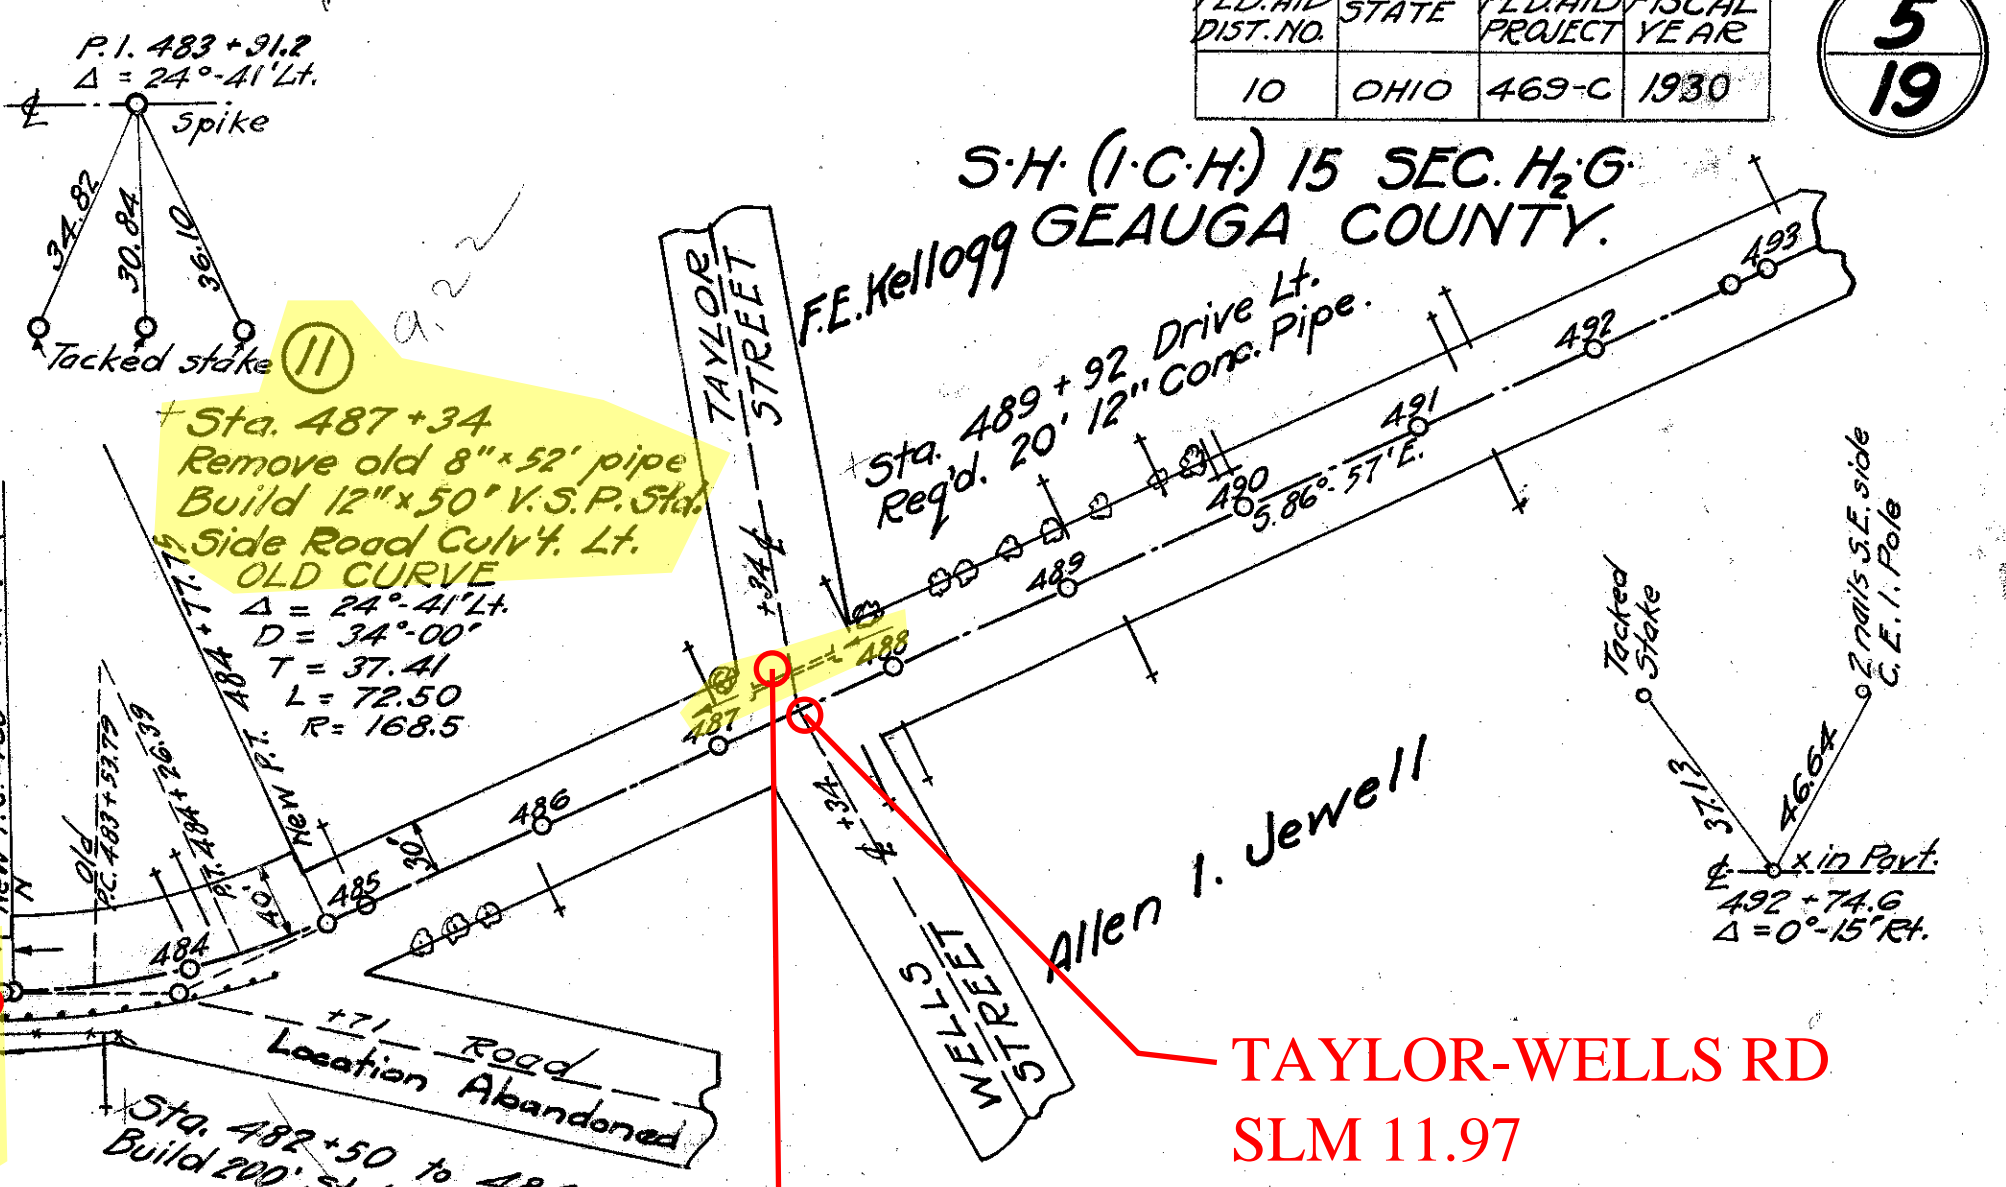 FED. AID DIST. NO.
STATE
FED. AID PROJECT
FISCAL YEAR
10 OHIO 469-C 1930
5
19
S.H. (I.C.H.) 15 SEC. H₂G.
GEAUGA COUNTY.
P.I. 483+91.2
Δ = 24°-41' Lt.
℄
Spike
34.82
30.84
36.10
Tacked stake
a.
11
Sta. 487+34
Remove old 8"x52' pipe
Build 12"x50' V.S.P. Std.
Side Road Culv't. Lt.
OLD CURVE
Δ = 24°-41' Lt.
D = 34°-00'
T = 37.41
L = 72.50
R = 168.5
TAYLOR
STREET
F.E. Kellogg
Sta. 489+92 Drive Lt.
Req'd. 20' 12" Conc. Pipe.
+34
℄
S. 86°-57' E.
484
485
486
487
488
489
490
491
492
493
New P.T. 484+77.75
Old
P.C. 483+53.79
P.T. 484+26.39
N
40'
30'
+34
℄
WELLS
STREET
Allen I. Jewell
Tacked
Stake
2 nails S.E. side
C.E.I. Pole
37.13
46.64
℄ x in Pav't.
492+74.6
Δ = 0°-15' Rt.
+71 Road
Location Abandoned
Sta. 482+50 to
Build 200'
TAYLOR-WELLS RD
SLM 11.97